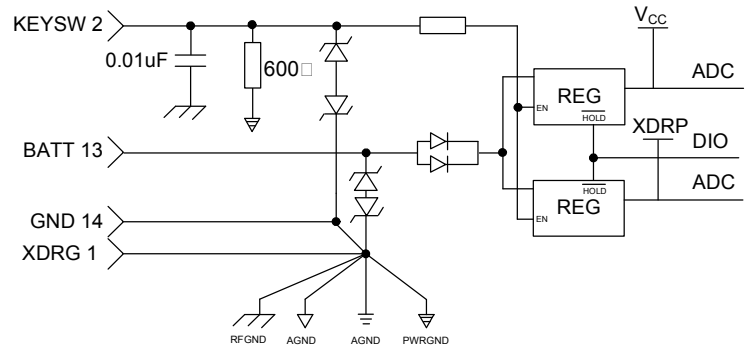 KEYSW 2
0.01uF
600□
V_CC
REG
EN
HOLD
ADC
XDRP
BATT 13
DIO
HOLD
REG
EN
ADC
GND 14
XDRG 1
RFGND
AGND
AGND
PWRGND